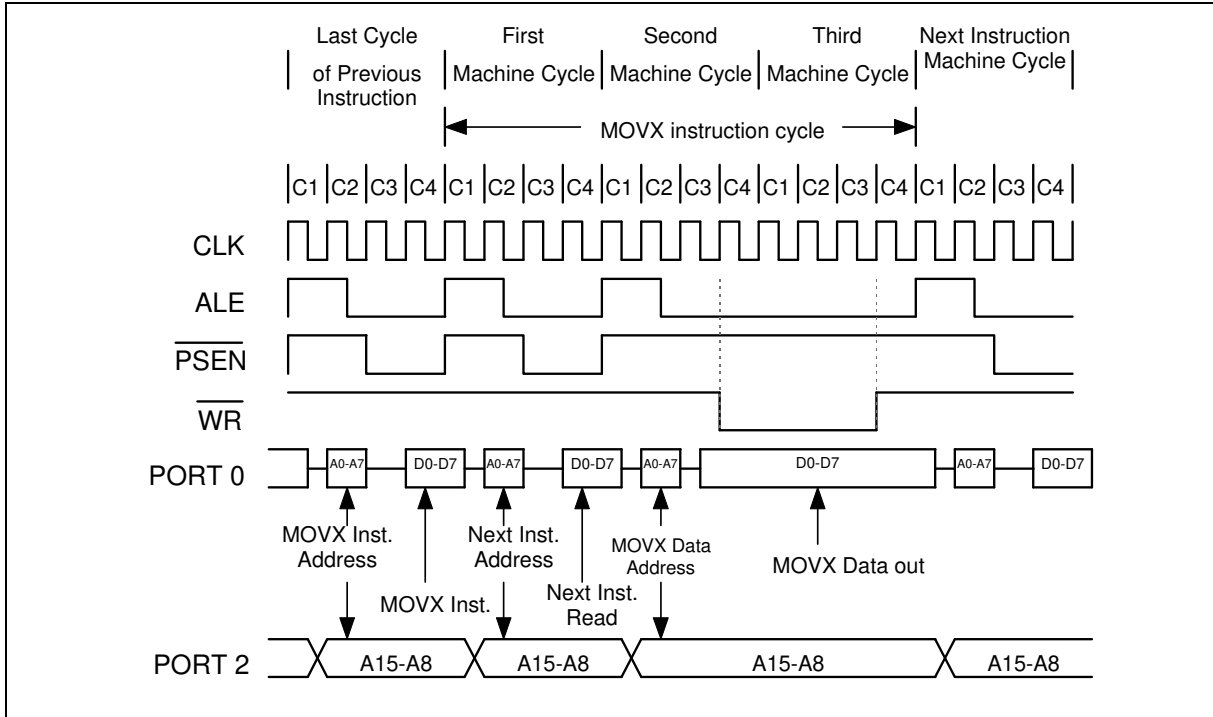 Last Cycle of Previous Instruction
First Machine Cycle
Second Machine Cycle
Third Machine Cycle
Next Instruction Machine Cycle
MOVX instruction cycle
C1 C2 C3 C4 C1 C2 C3 C4 C1 C2 C3 C4 C1 C2 C3 C4 C1 C2 C3 C4
CLK
ALE
PSEN
WR
PORT 0
A0-A7 D0-D7 A0-A7 D0-D7 A0-A7 D0-D7 A0-A7 D0-D7
MOVX Inst. Address
MOVX Inst.
Next Inst. Address
Next Inst. Read
MOVX Data Address
MOVX Data out
PORT 2
A15-A8 A15-A8 A15-A8 A15-A8